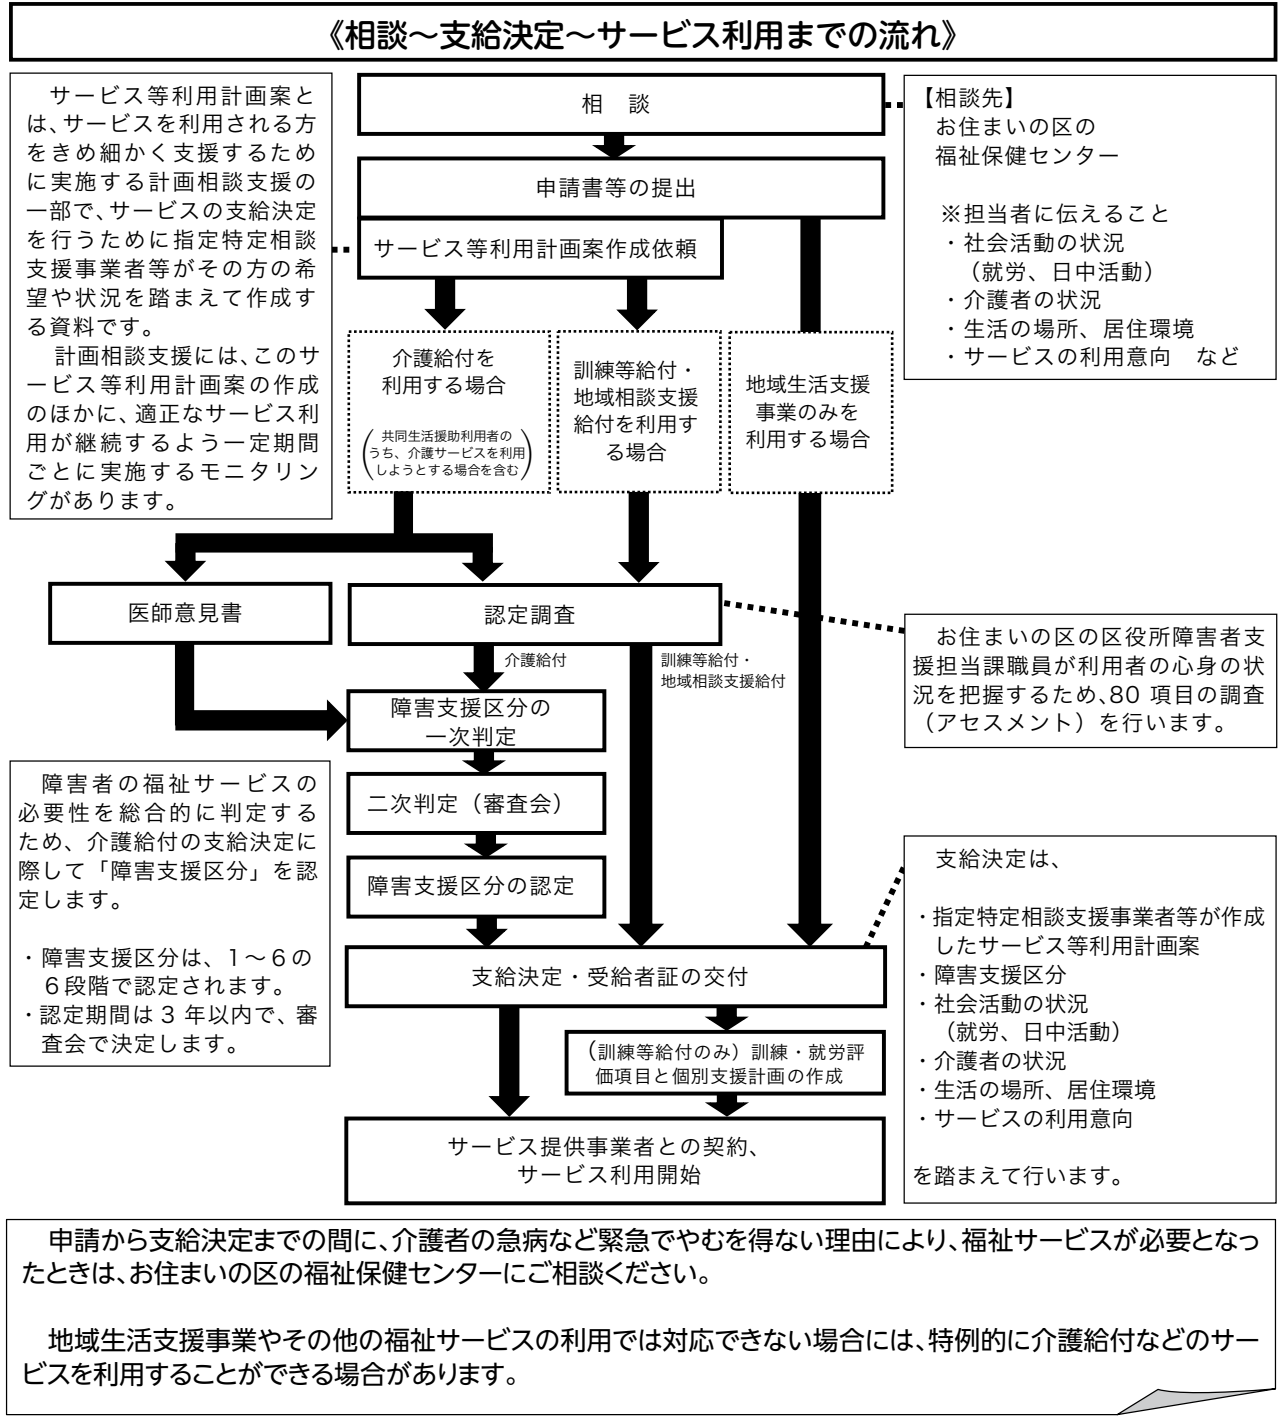 《相談～支給決定～サービス利用までの流れ》
サービス等利用計画案と
は、サービスを利用される方
をきめ細かく支援するため
に実施する計画相談支援の
一部で、サービスの支給決定
を行うために指定特定相談
支援事業者等がその方の希
望や状況を踏まえて作成す
る資料です。
計画相談支援には、このサ
ービス等利用計画案の作成
のほかに、適正なサービス利
用が継続するよう一定期間
ごとに実施するモニタリン
グがあります。
相　談
【相談先】
お住まいの区の
福祉保健センター
※担当者に伝えること
・社会活動の状況
（就労、日中活動）
・介護者の状況
・生活の場所、居住環境
・サービスの利用意向　など
申請書等の提出
サービス等利用計画案作成依頼
介護給付を
利用する場合
（共同生活援助利用者の
うち、介護サービスを利用
しようとする場合を含む）
訓練等給付・
地域相談支援
給付を利用す
る場合
地域生活支援
事業のみを
利用する場合
医師意見書
認定調査
お住まいの区の区役所障害者支
援担当課職員が利用者の心身の状
況を把握するため、80 項目の調査
（アセスメント）を行います。
介護給付
訓練等給付・
地域相談支援給付
障害支援区分の
一次判定
二次判定（審査会）
障害支援区分の認定
障害者の福祉サービスの
必要性を総合的に判定する
ため、介護給付の支給決定に
際して「障害支援区分」を認
定します。
・障害支援区分は、1～6の
6段階で認定されます。
・認定期間は 3 年以内で、審
査会で決定します。
支給決定・受給者証の交付
（訓練等給付のみ）訓練・就労評
価項目と個別支援計画の作成
サービス提供事業者との契約、
サービス利用開始
支給決定は、
・指定特定相談支援事業者等が作成
したサービス等利用計画案
・障害支援区分
・社会活動の状況
（就労、日中活動）
・介護者の状況
・生活の場所、居住環境
・サービスの利用意向
を踏まえて行います。
申請から支給決定までの間に、介護者の急病など緊急でやむを得ない理由により、福祉サービスが必要となっ
たときは、お住まいの区の福祉保健センターにご相談ください。
地域生活支援事業やその他の福祉サービスの利用では対応できない場合には、特例的に介護給付などのサー
ビスを利用することができる場合があります。